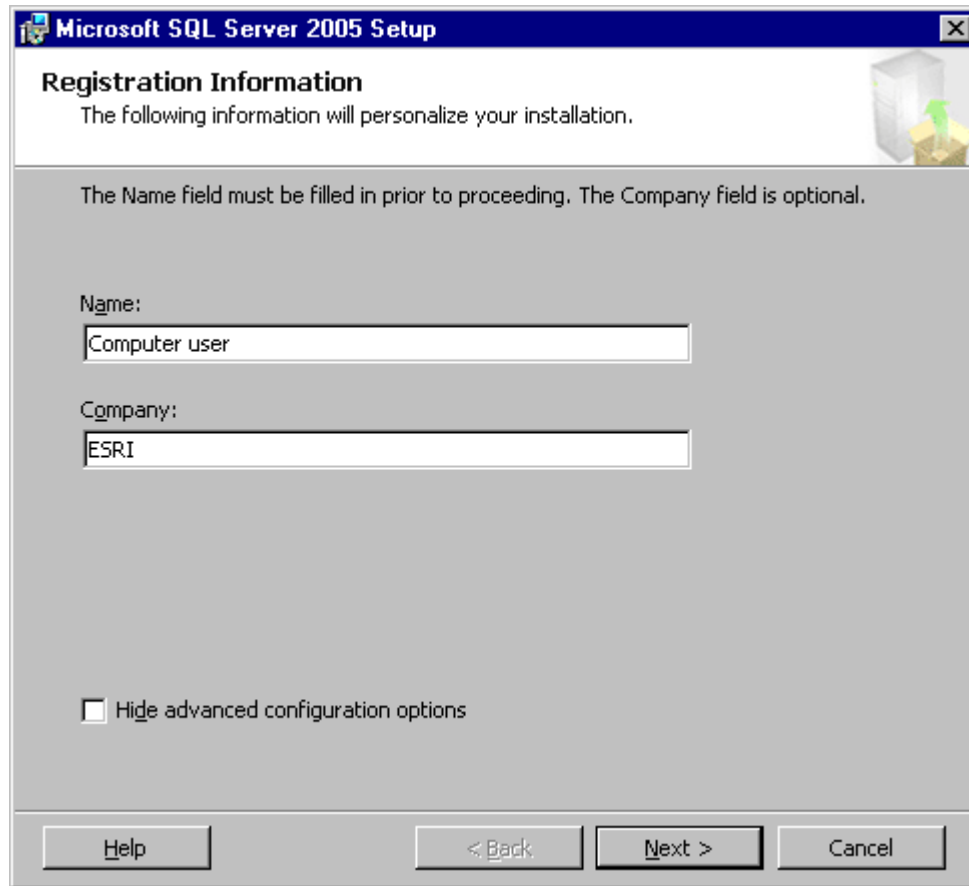 Microsoft SQL Server 2005 Setup
Registration Information
The following information will personalize your installation.
The Name field must be filled in prior to proceeding. The Company field is optional.
Name:
Computer user
Company:
ESRI
Hide advanced configuration options
Help
< Back
Next >
Cancel